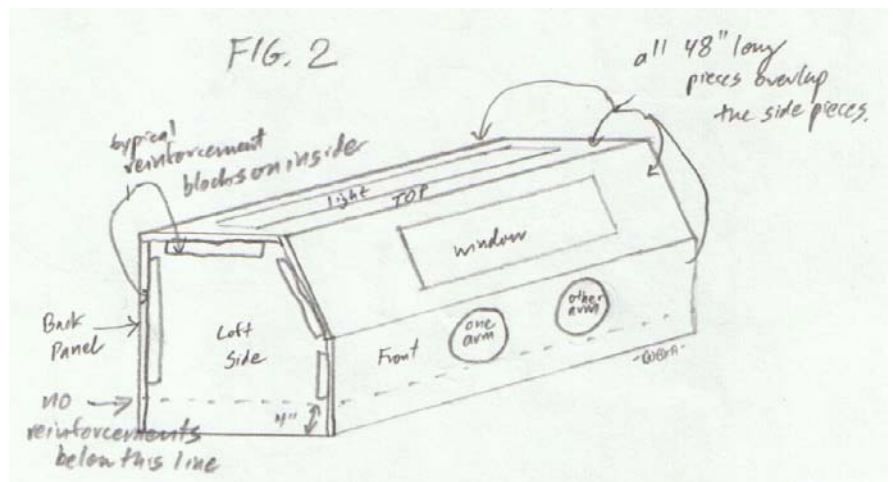 FIG. 2
all 48" long
pieces overlap
the side pieces.
typical
reinforcement
blocks on inside
light
TOP
window
Back
Panel
Left
Side
Front
one
arm
other
arm
4"
no
reinforcements
below this line